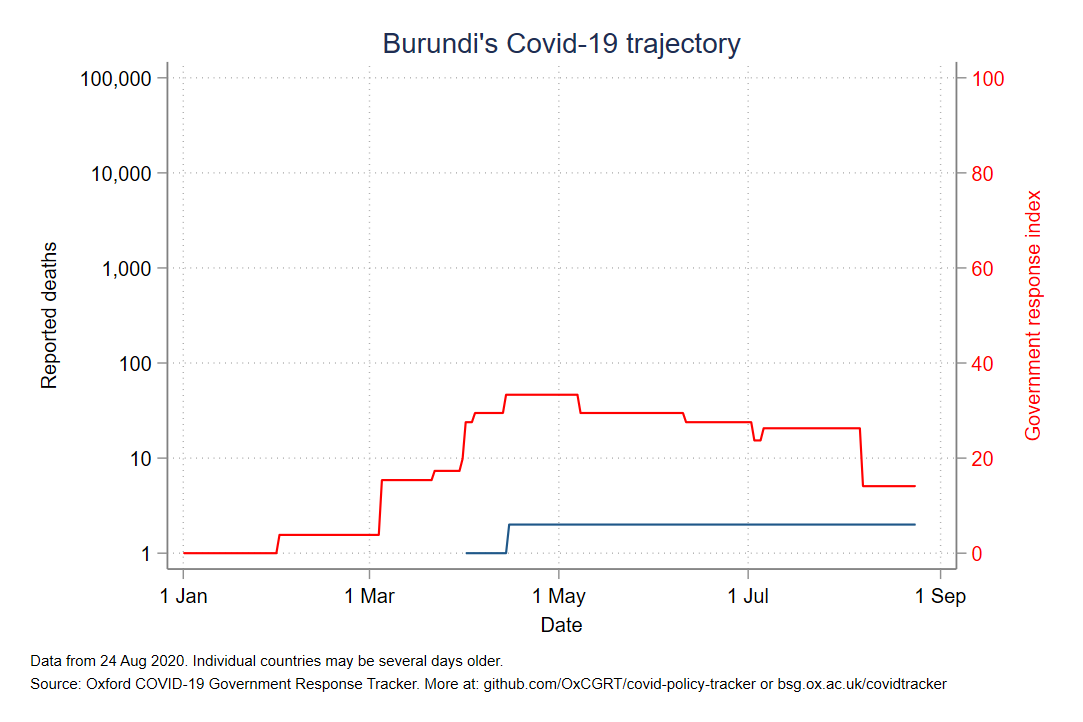 Burundi's Covid-19 trajectory
100,000
10,000
1,000
100
10
1
Reported deaths
100
80
60
40
20
0
Government response index
1 Jan
1 Mar
1 May
1 Jul
1 Sep
Date
Data from 24 Aug 2020. Individual countries may be several days older.
Source: Oxford COVID-19 Government Response Tracker. More at: github.com/OxCGRT/covid-policy-tracker or bsg.ox.ac.uk/covidtracker